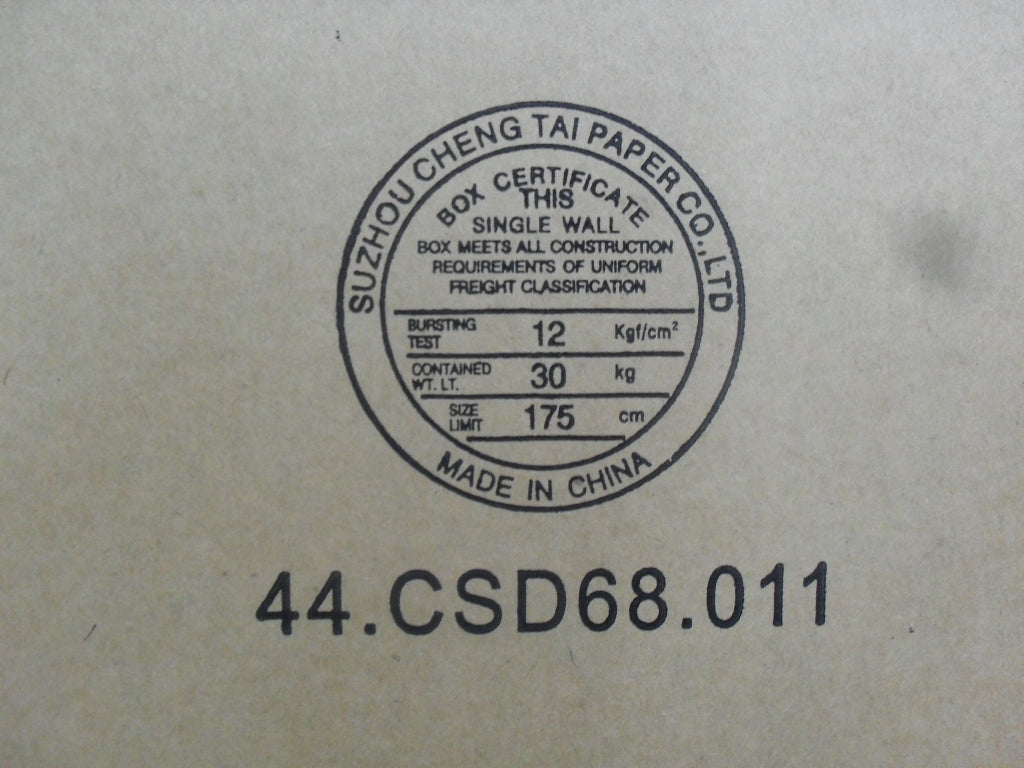 SUZHOU CHENG TAI PAPER CO.,LTD
BOX CERTIFICATE
THIS
SINGLE WALL
BOX MEETS ALL CONSTRUCTION
REQUIREMENTS OF UNIFORM
FREIGHT CLASSIFICATION
BURSTING TEST 12 Kgf/cm²
CONTAINED WT. LT. 30 kg
SIZE LIMIT 175 cm
MADE IN CHINA
44.CSD68.011